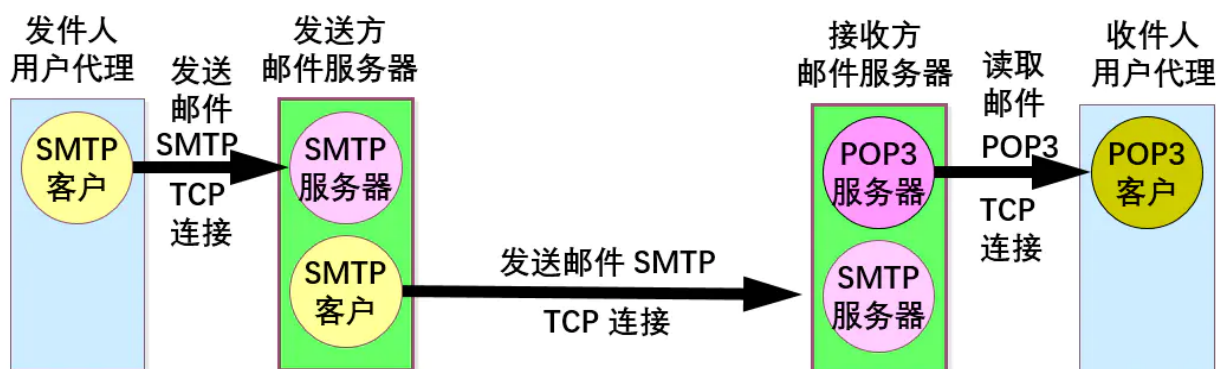 发件人
用户代理
发送
邮件
SMTP
TCP
连接
发送方
邮件服务器
SMTP
客户
SMTP
服务器
SMTP
客户
发送邮件 SMTP
TCP 连接
接收方
邮件服务器
POP3
服务器
SMTP
服务器
读取
邮件
POP3
TCP
连接
收件人
用户代理
POP3
客户